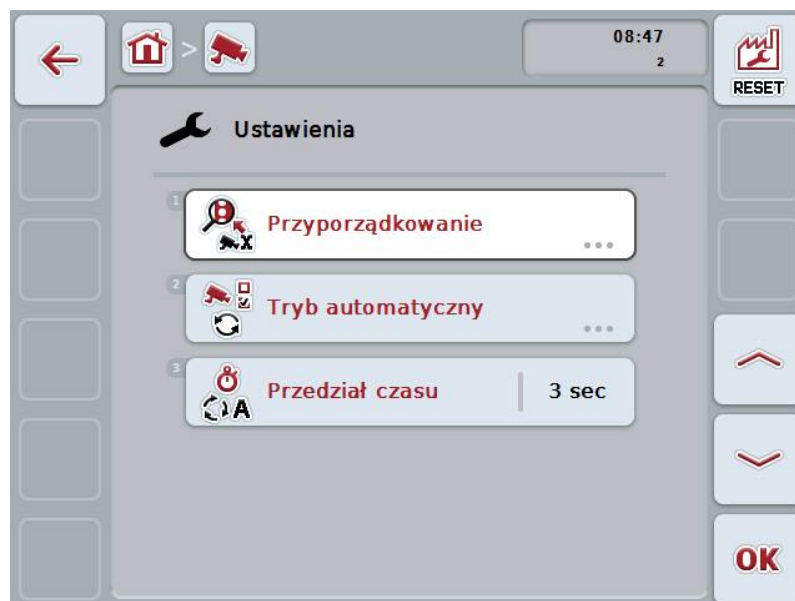 08:47
2
RESET
Ustawienia
1
Przyporządkowanie
X
...
2
Tryb automatyczny
...
3
Przedział czasu
3 sec
A
OK